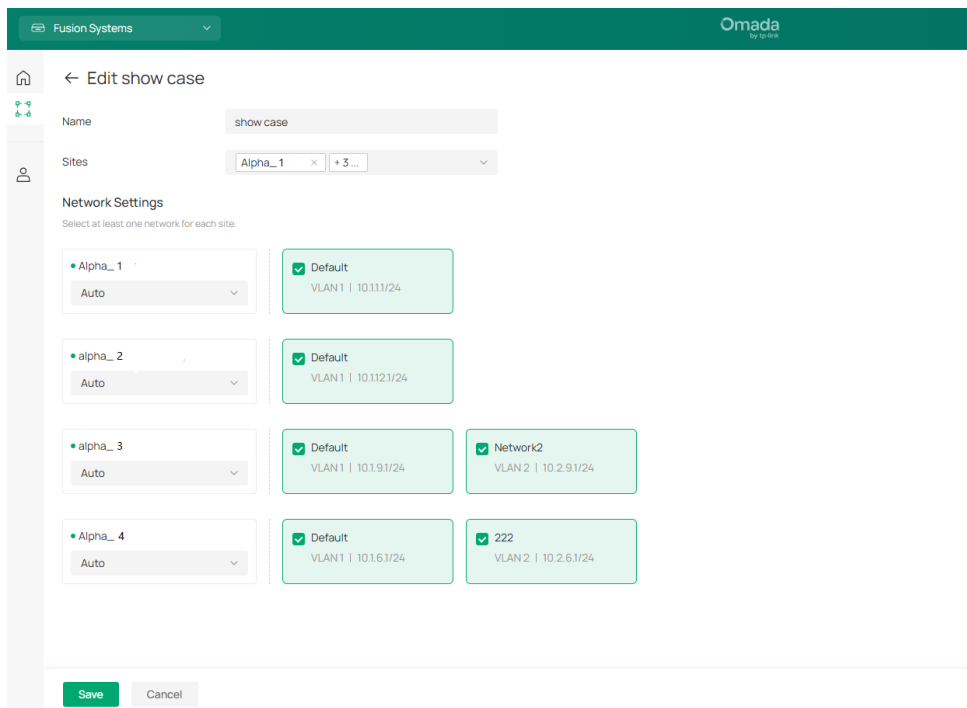 Fusion Systems
Omada
by tp-link
← Edit show case
Name
show case
Sites
Alpha_ 1 ×
+ 3 ...
Network Settings
Select at least one network for each site.
Alpha_ 1
Auto
Default
VLAN 1 | 10.1.1.1/24
alpha_ 2
Auto
Default
VLAN 1 | 10.1.12.1/24
alpha_ 3
Auto
Default
VLAN 1 | 10.1.9.1/24
Network2
VLAN 2 | 10.2.9.1/24
Alpha_ 4
Auto
Default
VLAN 1 | 10.1.6.1/24
222
VLAN 2 | 10.2.6.1/24
Save
Cancel